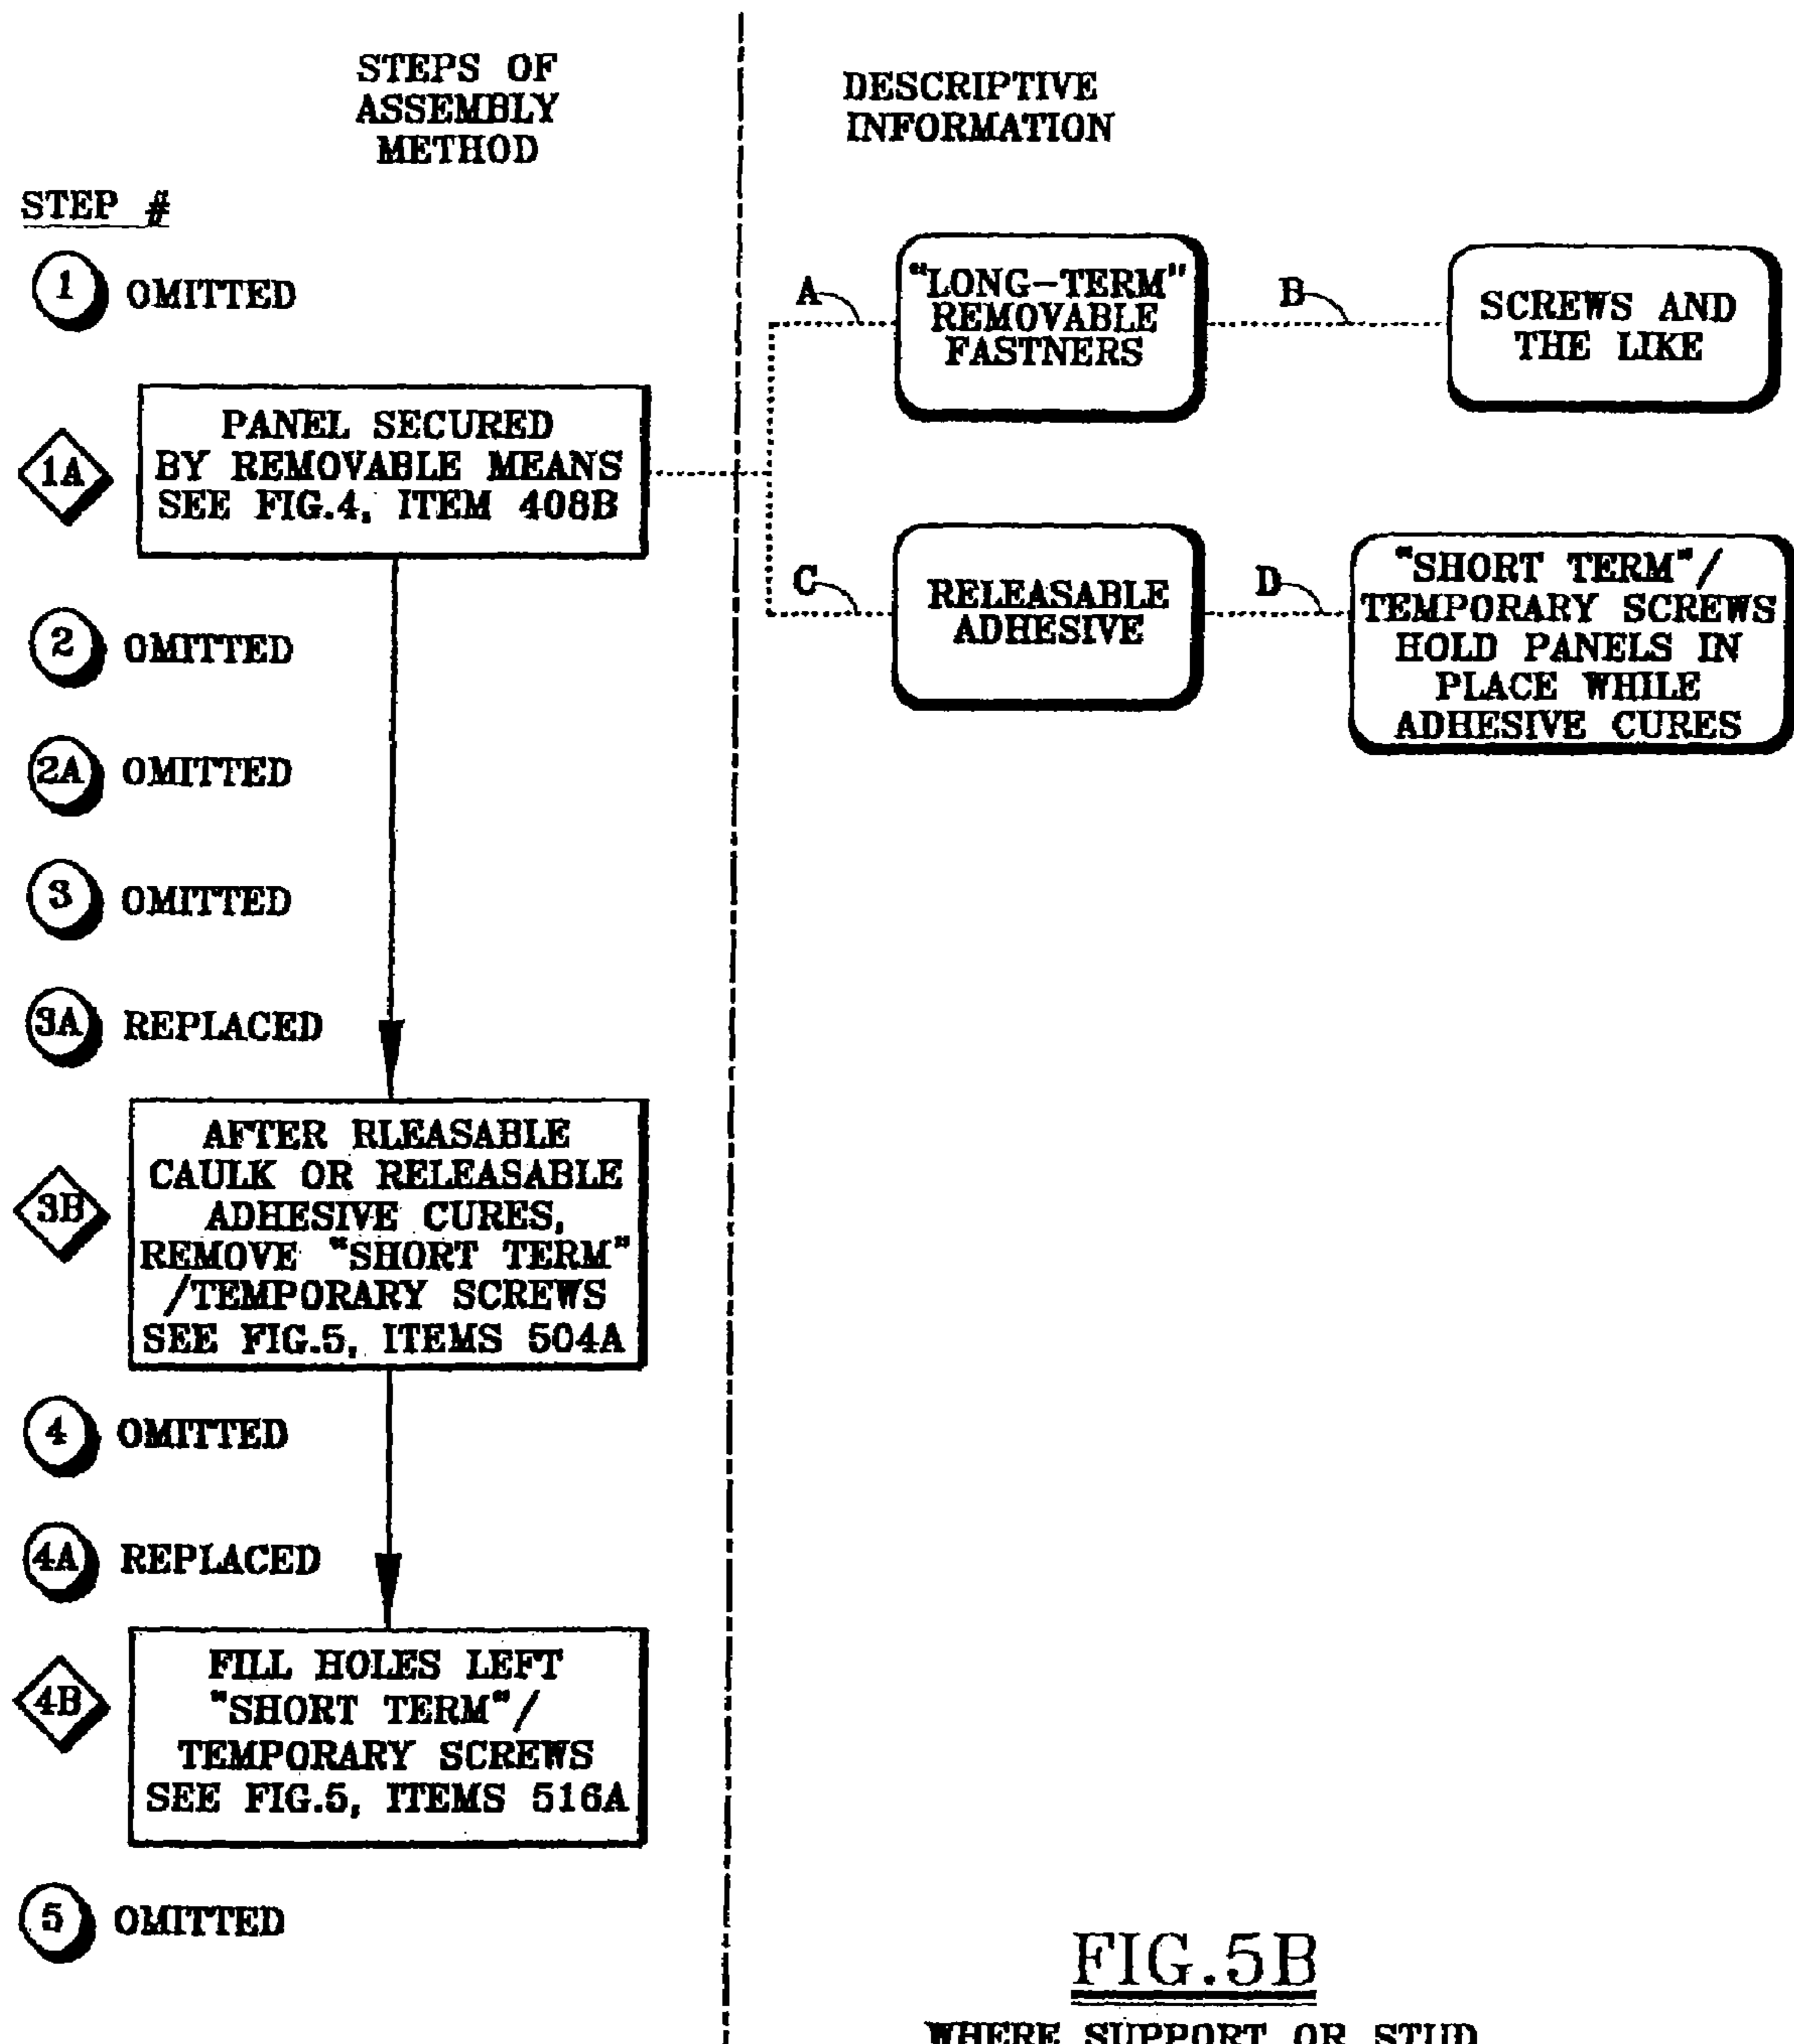 STEPS OF
ASSEMBLY
METHOD
DESCRIPTIVE
INFORMATION
STEP #
1 OMITTED
1A
PANEL SECURED
BY REMOVABLE MEANS
SEE FIG.4, ITEM 408B
A
"LONG-TERM"
REMOVABLE
FASTNERS
B
SCREWS AND
THE LIKE
C
RELEASABLE
ADHESIVE
D
"SHORT TERM"/
TEMPORARY SCREWS
HOLD PANELS IN
PLACE WHILE
ADHESIVE CURES
2 OMITTED
2A OMITTED
3 OMITTED
3A REPLACED
3B
AFTER RLEASABLE
CAULK OR RELEASABLE
ADHESIVE CURES,
REMOVE "SHORT TERM"
/TEMPORARY SCREWS
SEE FIG.5, ITEMS 504A
4 OMITTED
4A REPLACED
4B
FILL HOLES LEFT
"SHORT TERM"/
TEMPORARY SCREWS
SEE FIG.5, ITEMS 516A
5 OMITTED
FIG.5B
WHERE SUPPORT OR STUD